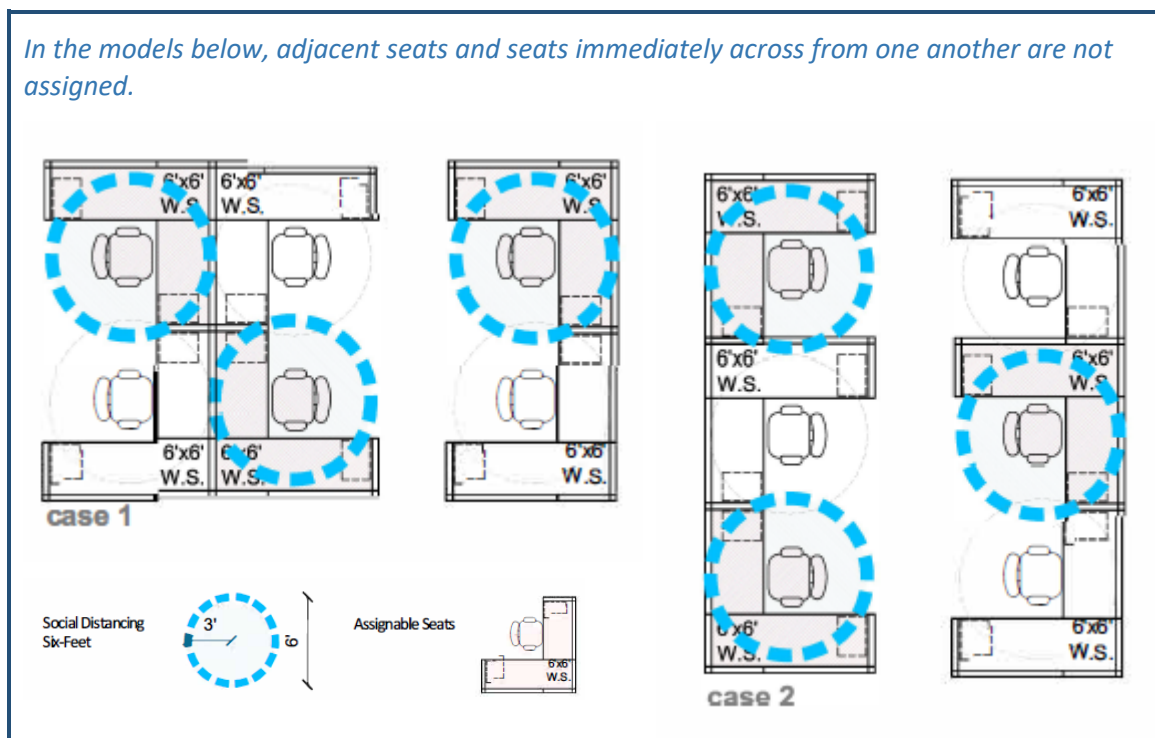 In the models below, adjacent seats and seats immediately across from one another are not
assigned.
6'x6'
W.S.
6'x6'
W.S.
6'x6'
W.S.
6'x6'
W.S.
6'x6'
W.S.
6'x6'
W.S.
case 1
6'x6'
W.S.
6'x6'
W.S.
6'x6'
W.S.
6'x6'
W.S.
6'x6'
W.S.
6'x6'
W.S.
case 2
Social Distancing
Six-Feet
3'
6'
Assignable Seats
6'x6'
W.S.